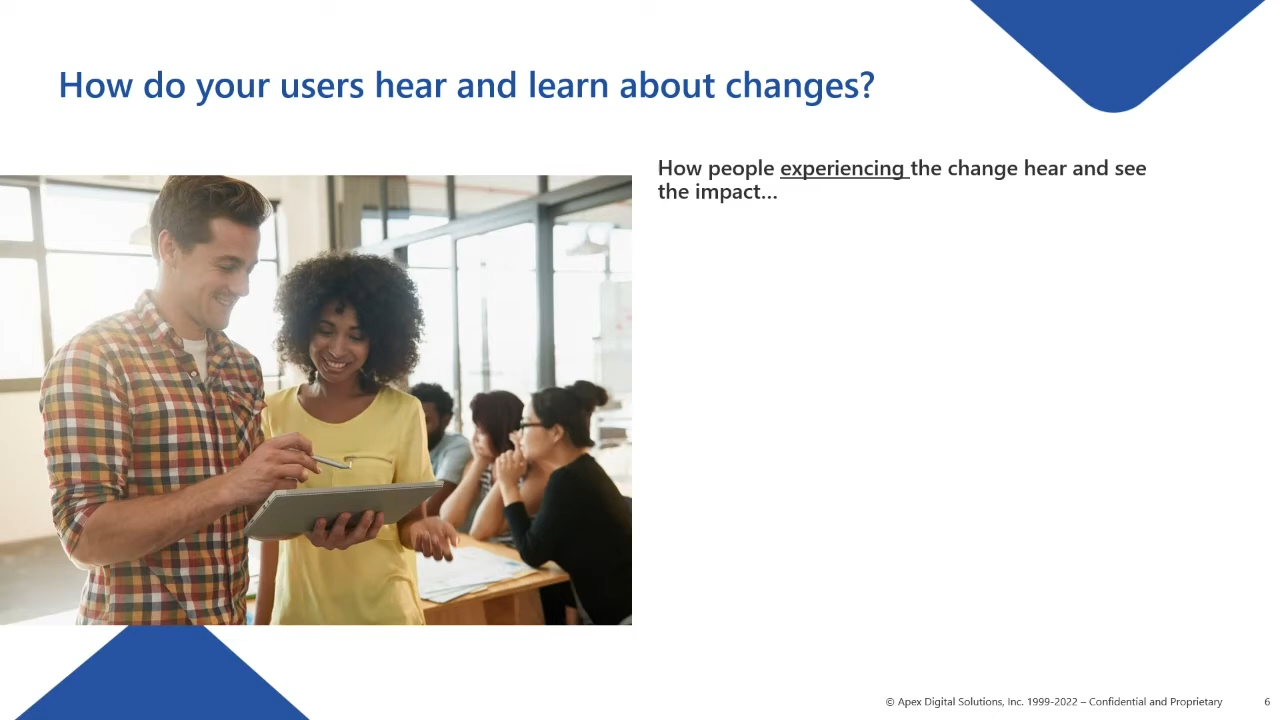 How do your users hear and learn about changes?
How people experiencing the change hear and see
the impact...
© Apex Digital Solutions, Inc. 1999-2022 – Confidential and Proprietary
6